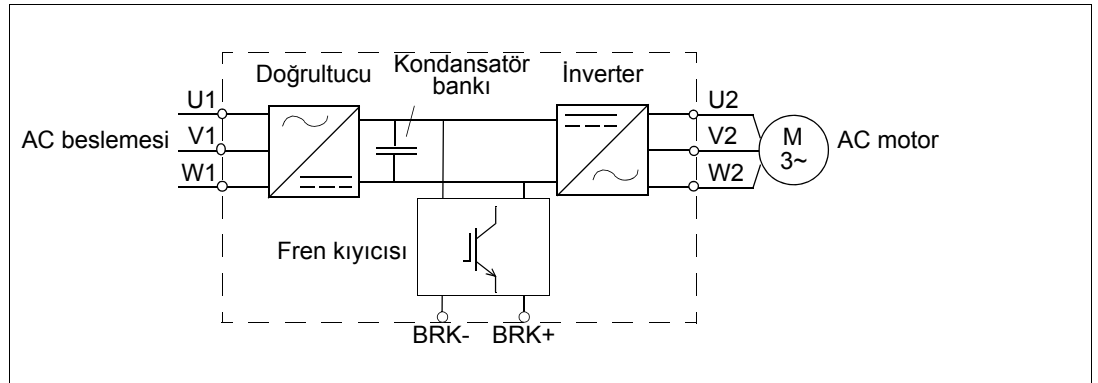 Doğrultucu
Kondansatör
bankı
İnverter
U1
V1
W1
AC beslemesi
U2
V2
W2
M
3~
AC motor
Fren kıyıcısı
BRK-
BRK+